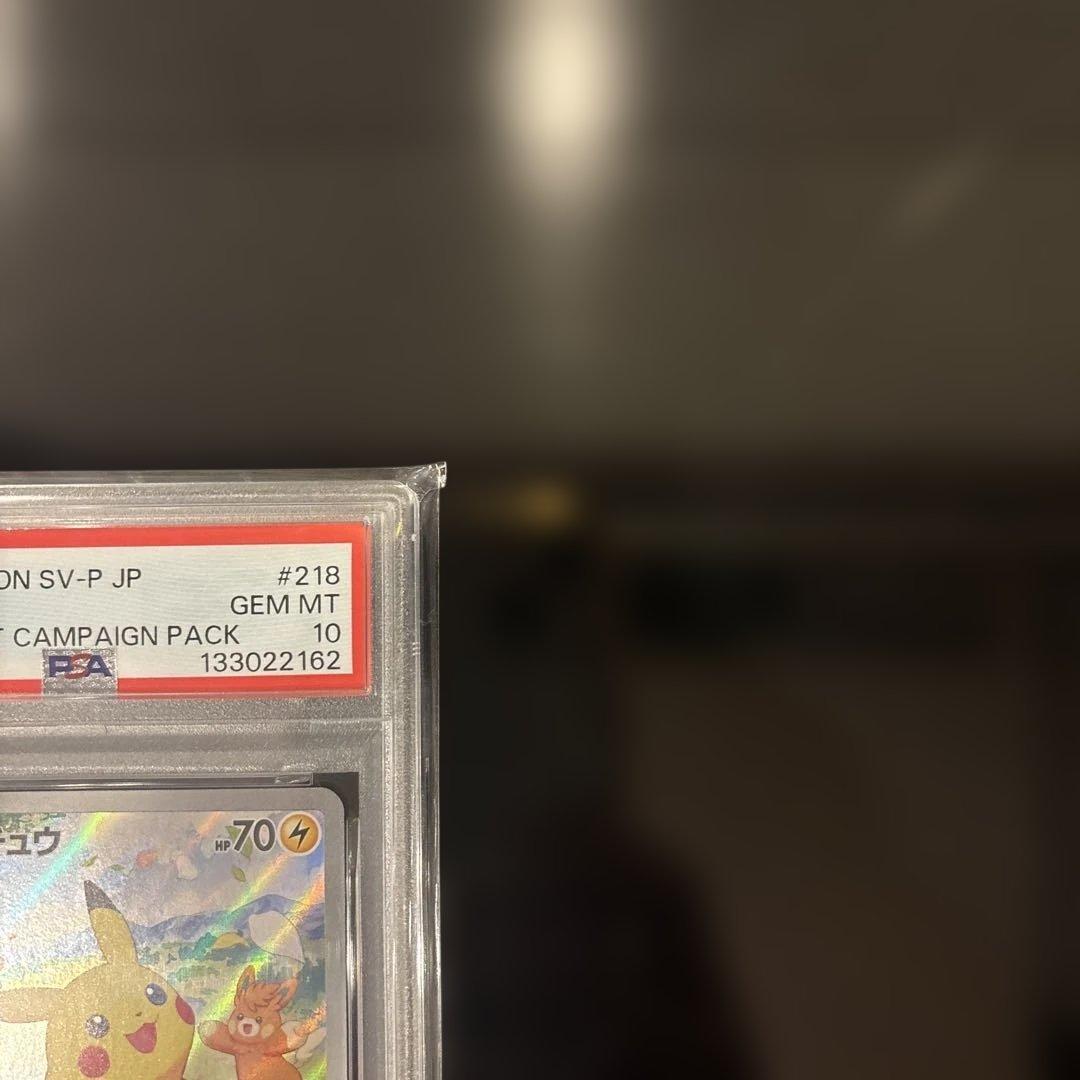 ON SV-P JP #218
GEM MT
CAMPAIGN PACK 10
PSA 133022162
ュウ HP70